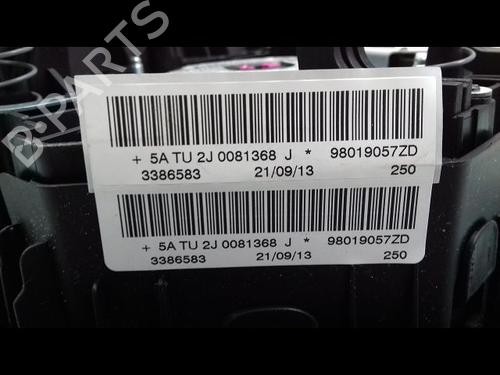 B-PARTS
+ 5A TU 2J 0081368 J * 98019057ZD
3386583 21/09/13 250
+ 5A TU 2J 0081368 J * 98019057ZD
3386583 21/09/13 250